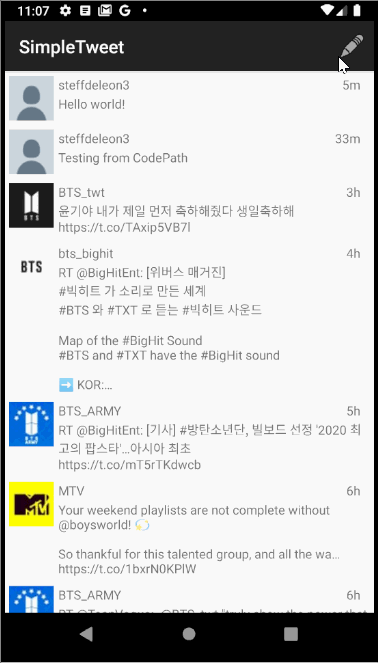 11:07
SimpleTweet
steffdeleon3 5m
Hello world!
steffdeleon3 33m
Testing from CodePath
BTS_twt 3h
윤기야 내가 제일 먼저 축하해줬다 생일축하해
https://t.co/TAxip5VB7l
bts_bighit 4h
RT @BigHitEnt: [위버스 매거진]
#빅히트 가 소리로 만든 세계
#BTS 와 #TXT 로 듣는 #빅히트 사운드
Map of the #BigHit Sound
#BTS and #TXT have the #BigHit sound
➡️ KOR:…
BTS_ARMY 5h
RT @BigHitEnt: [기사] #방탄소년단, 빌보드 선정 '2020 최
고의 팝스타'…아시아 최초
https://t.co/mT5rTKdwcb
MTV 6h
Your weekend playlists are not complete without
@boysworld! 💫
So thankful for this talented group, and all the wa…
https://t.co/1bxrN0KPlW
BTS_ARMY 6h